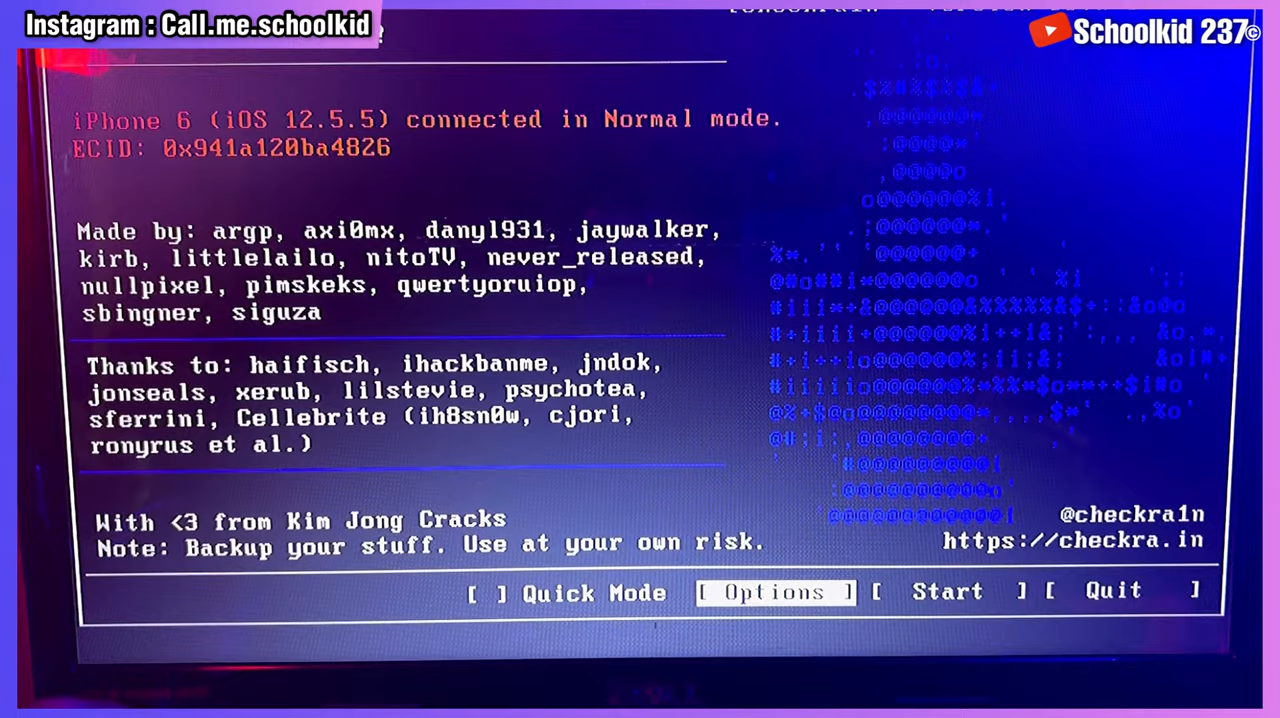 Instagram : Call.me.schoolkid
Schoolkid 237©
iPhone 6 (iOS 12.5.5) connected in Normal mode.
ECID: 0x941a120ba4826
Made by: argp, axi0mx, danyl931, jaywalker,
kirb, littlelailo, nitoTV, never_released,
nullpixel, pimskeks, qwertyoruiop,
sbingner, siguza
Thanks to: haifisch, ihackbanme, jndok,
jonseals, xerub, lilstevie, psychotea,
sferrini, Cellebrite (ih8sn0w, cjori,
ronyrus et al.)
With <3 from Kim Jong Cracks
Note: Backup your stuff. Use at your own risk.
@checkra1n
https://checkra.in
[ ] Quick Mode [ Options ] [ Start ] [ Quit ]